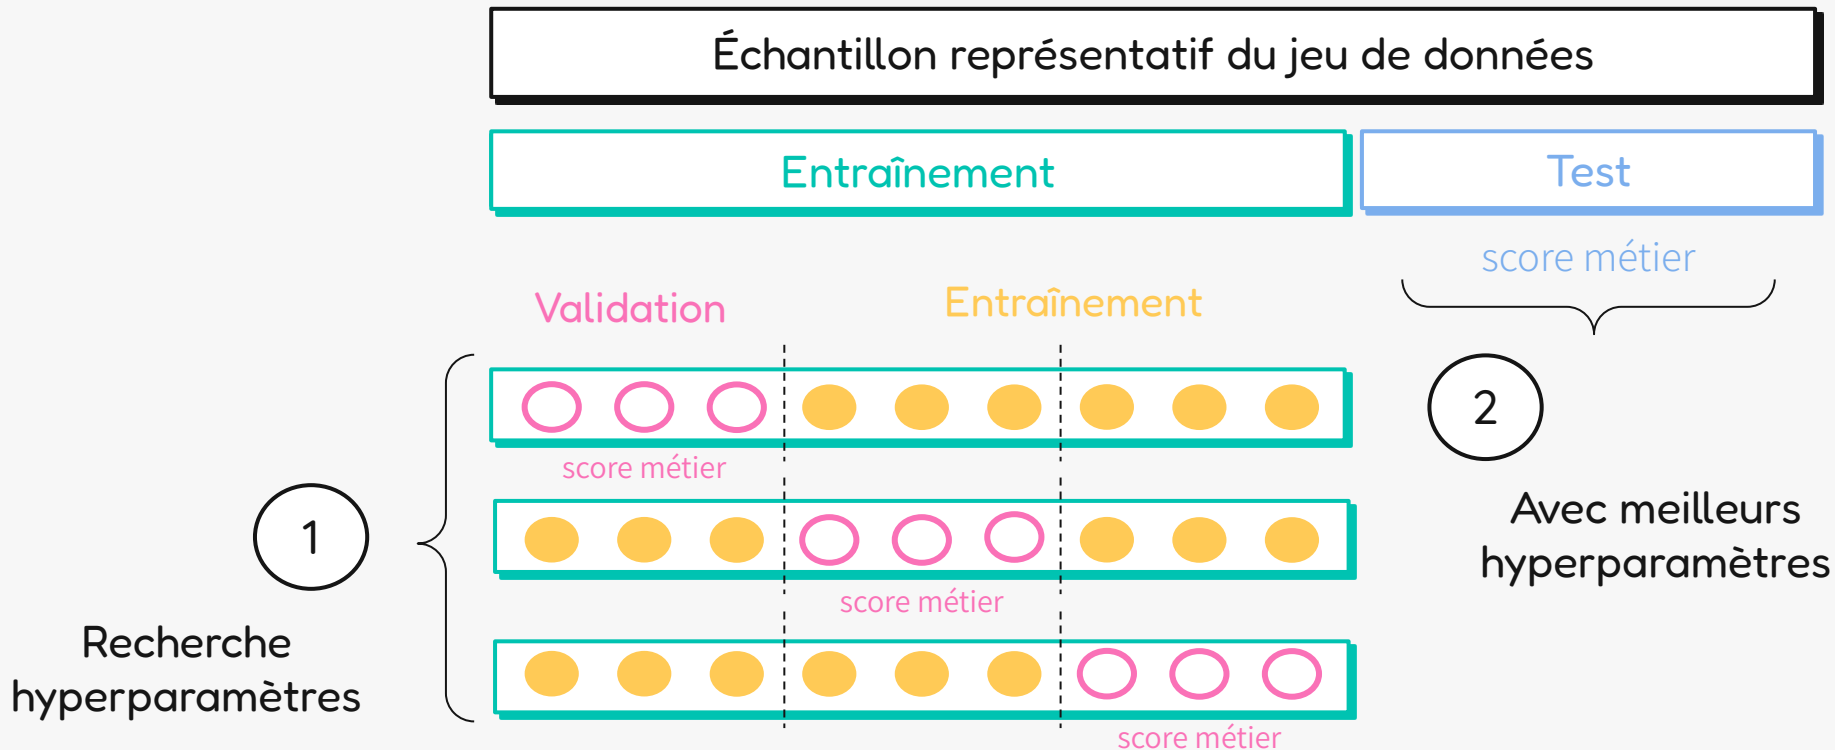 Échantillon représentatif du jeu de données
Entraînement
Test
score métier
Validation
Entraînement
score métier
1
2
score métier
Avec meilleurs
hyperparamètres
Recherche
hyperparamètres
score métier